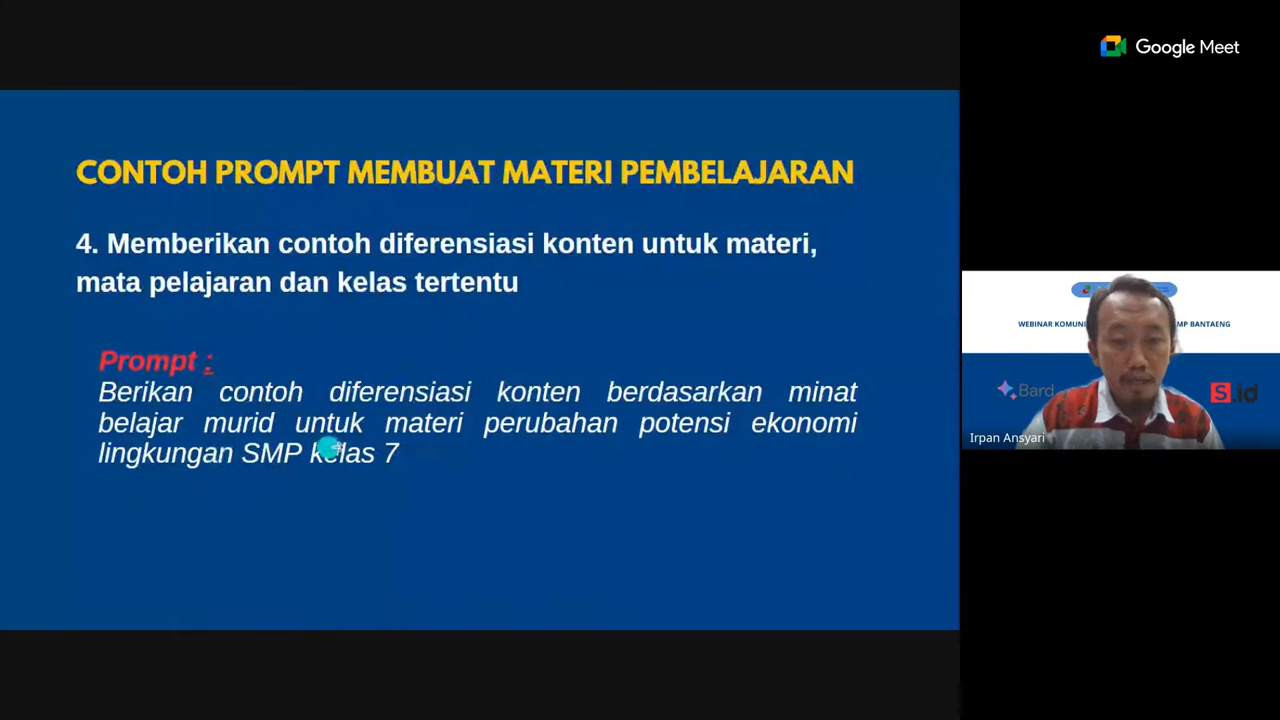 Google Meet
CONTOH PROMPT MEMBUAT MATERI PEMBELAJARAN
4. Memberikan contoh diferensiasi konten untuk materi,
mata pelajaran dan kelas tertentu
Prompt :
Berikan contoh diferensiasi konten berdasarkan minat
belajar murid untuk materi perubahan potensi ekonomi
lingkungan SMP kelas 7
WEBINAR KOMUNI MP BANTAENG
Bard
S.id
Irpan Ansyari